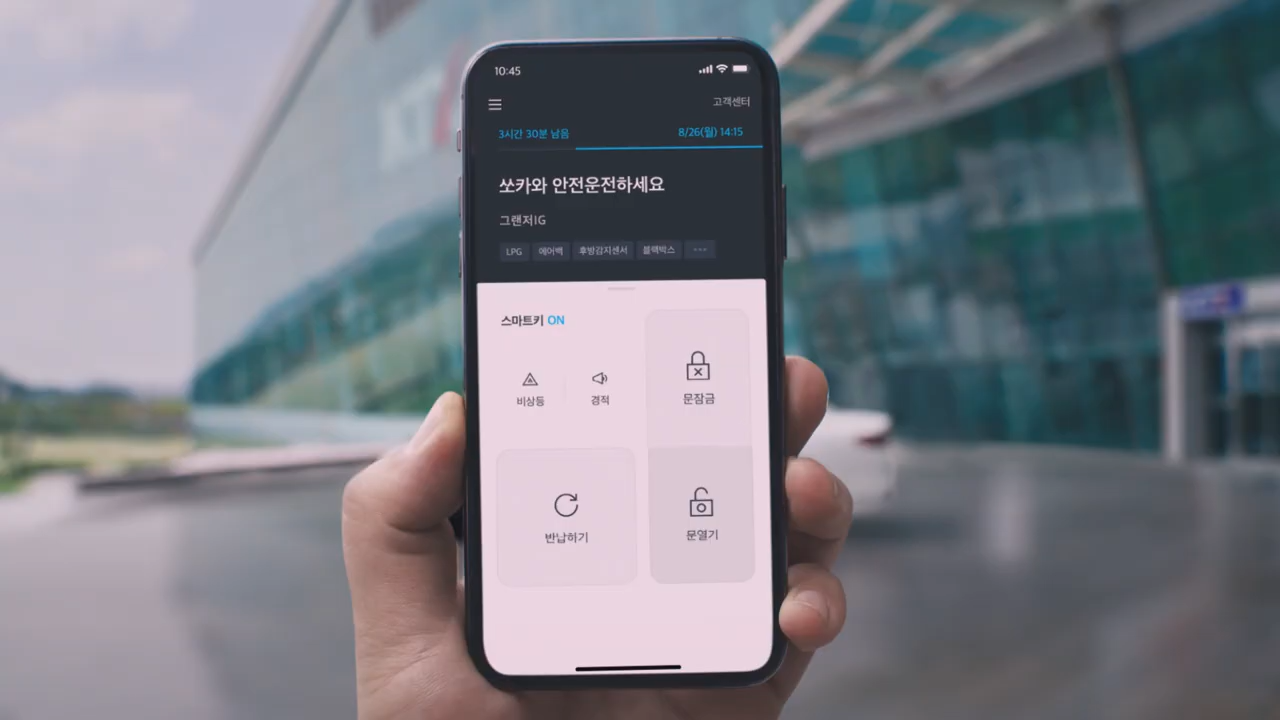 10:45
고객센터
3시간 30분 남음 8/26(월) 14:15
쏘카와 안전운전하세요
그랜저IG
LPG 에어백 후방감지센서 블랙박스 ···
스마트키 ON
비상등 경적 문잠금
반납하기 문열기